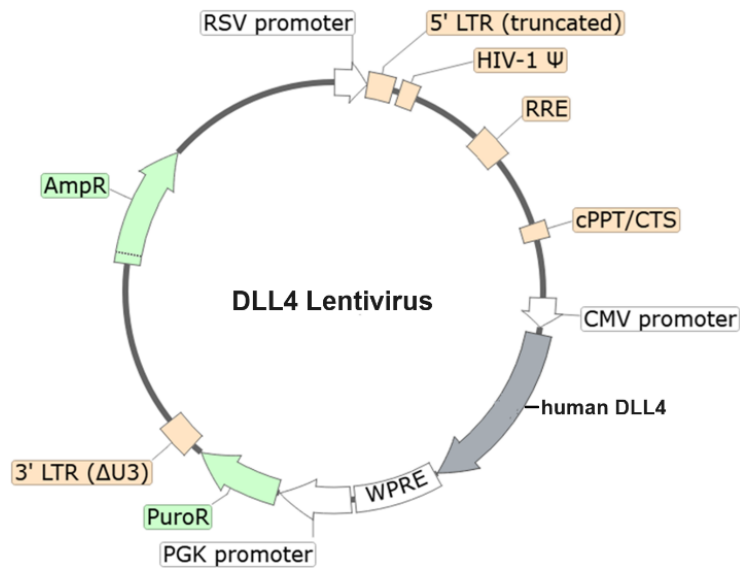 RSV promoter
5' LTR (truncated)
HIV-1 Ψ
RRE
AmpR
cPPT/CTS
DLL4 Lentivirus
CMV promoter
human DLL4
3' LTR (ΔU3)
WPRE
PuroR
PGK promoter